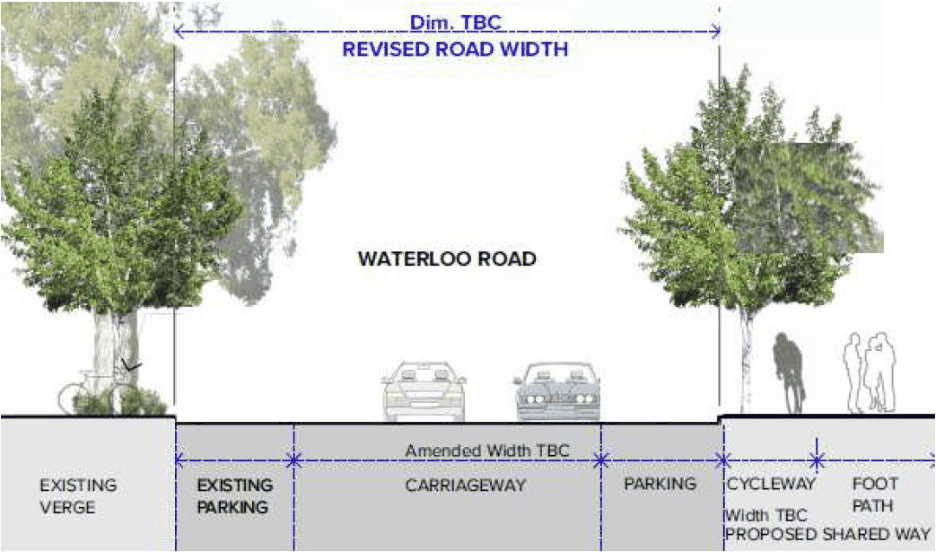 Dim. TBC
REVISED ROAD WIDTH
WATERLOO ROAD
Amended Width TBC
EXISTING
VERGE
EXISTING
PARKING
CARRIAGEWAY
PARKING
CYCLEWAY
FOOT
PATH
Width TBC
PROPOSED SHARED WAY